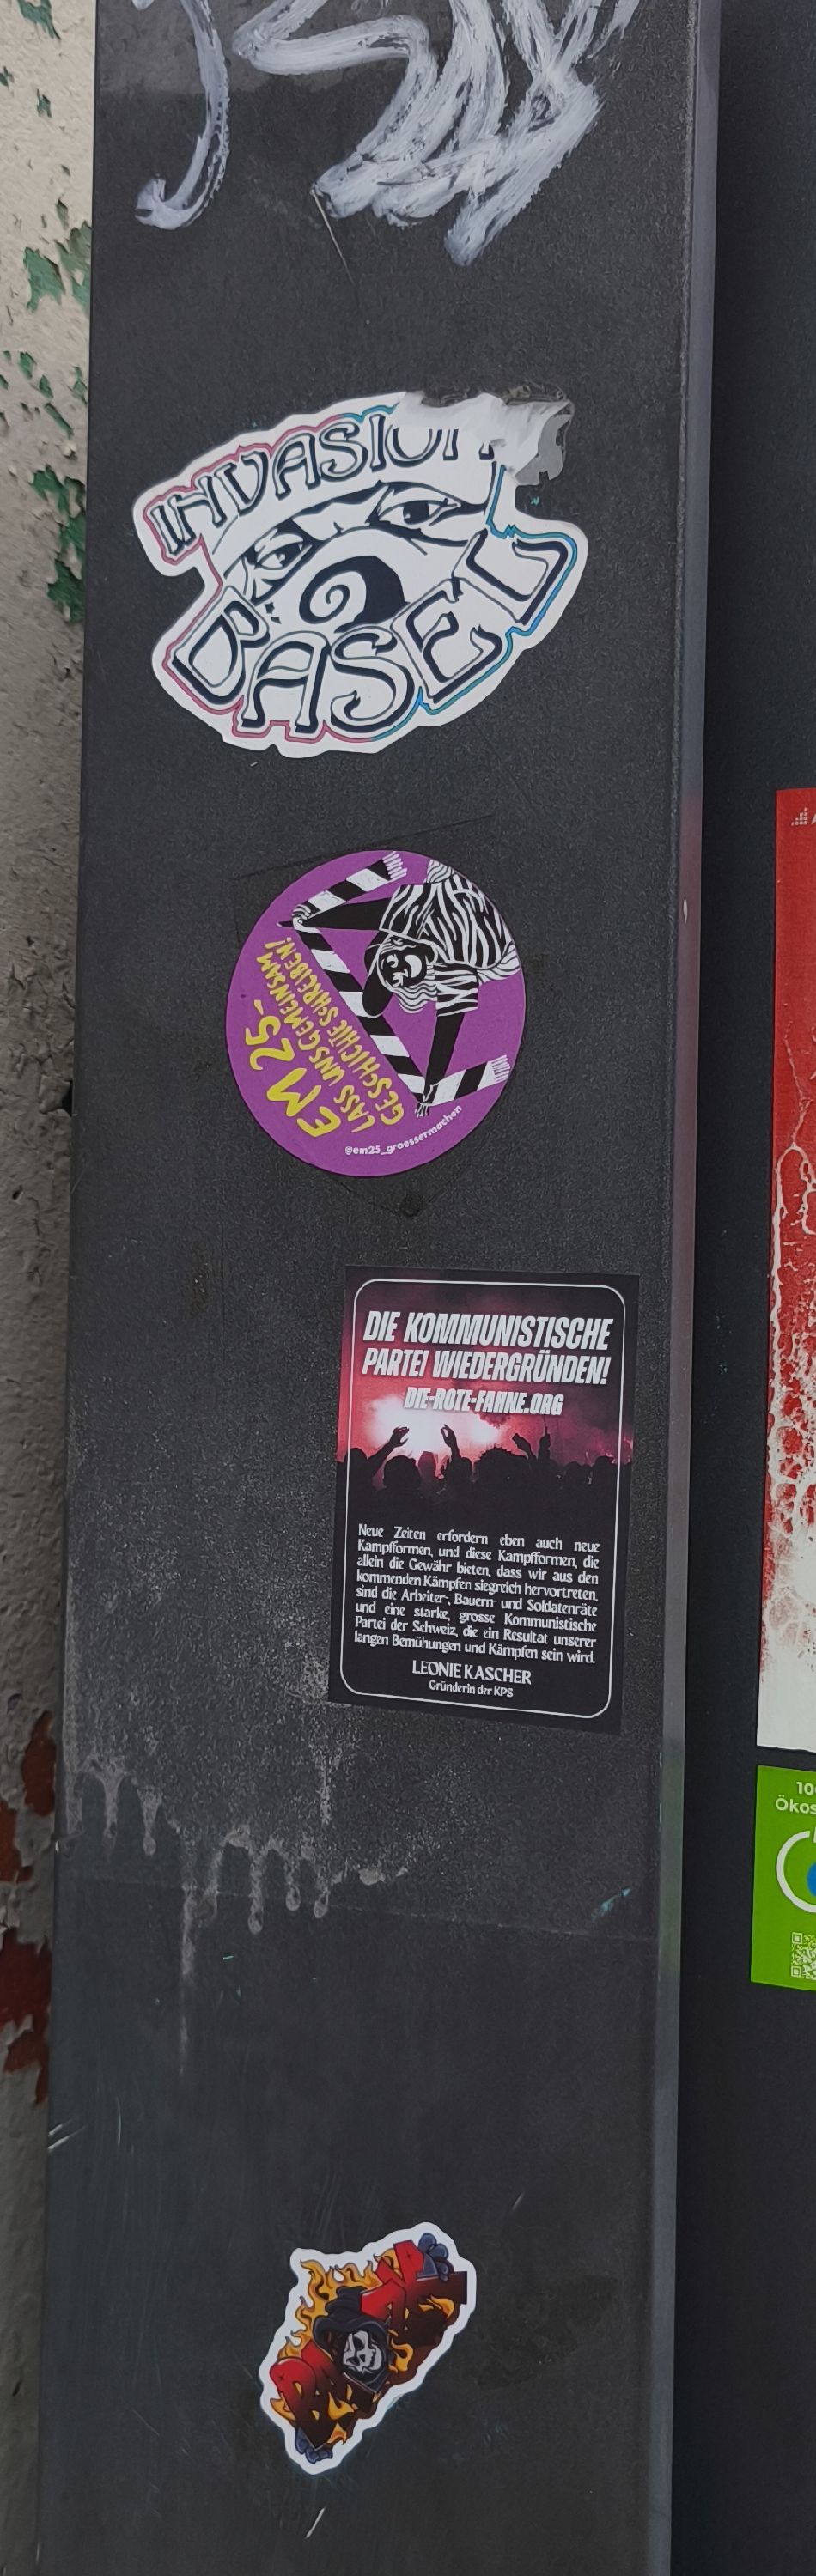 INVASION
BASED
EM 25-
LASS UNS GEMEINSAM
GESCHICHTE SCHREIBEN!
@em25_groessermachen
DIE KOMMUNISTISCHE
PARTEI WIEDERGRÜNDEN!
DIE-ROTE-FAHNE.ORG
Neue Zeiten erfordern eben auch neue
Kampfformen, und diese Kampfformen, die
allein die Gewähr bieten, dass wir aus den
kommenden Kämpfen siegreich hervortreten,
sind die Arbeiter-, Bauern- und Soldatenräte
und eine starke, grosse Kommunistische
Partei der Schweiz, die ein Resultat unserer
langen Bemühungen und Kämpfen sein wird.
LEONIE KASCHER
Gründerin der KPS